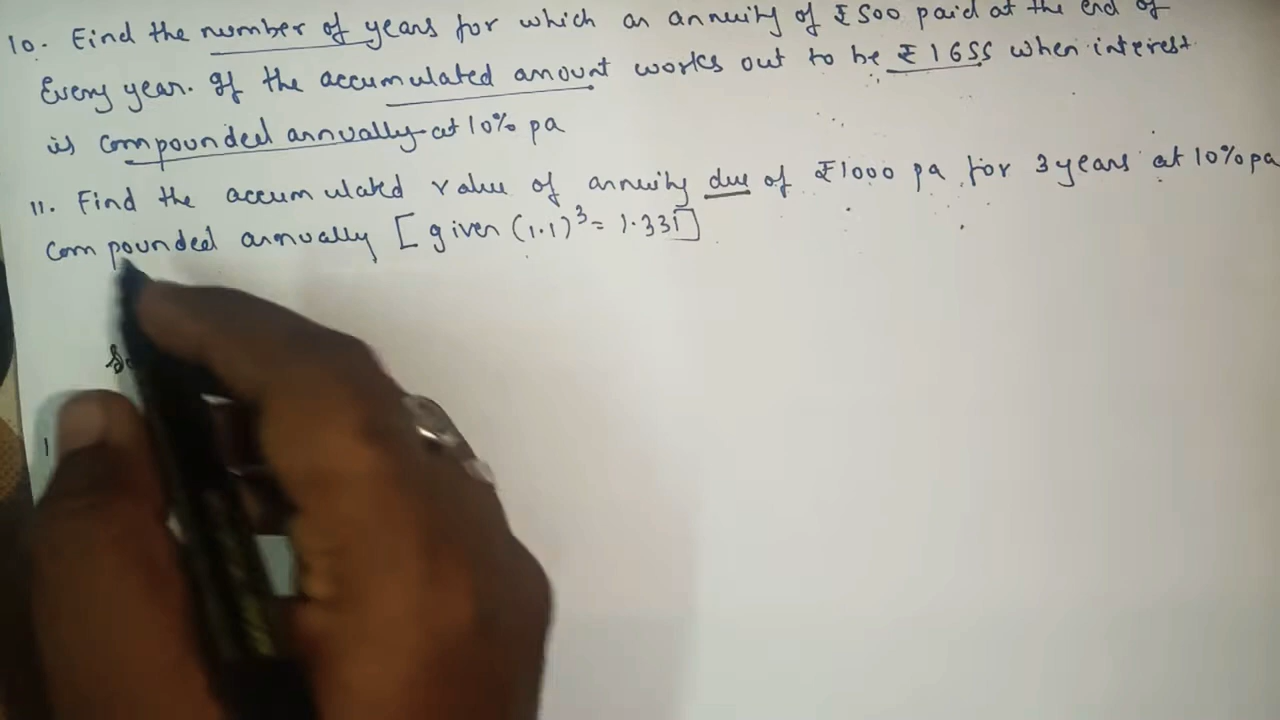 10. Find the number of years for which an annuity of ₹500 paid at the end of
Every year. If the accumulated amount works out to be ₹1655 when interest
is compounded annually at 10% pa
11. Find the accumulated value of annuity due of ₹1000 pa for 3 years at 10% pa
compounded annually [given (1.1)³ = 1.331]